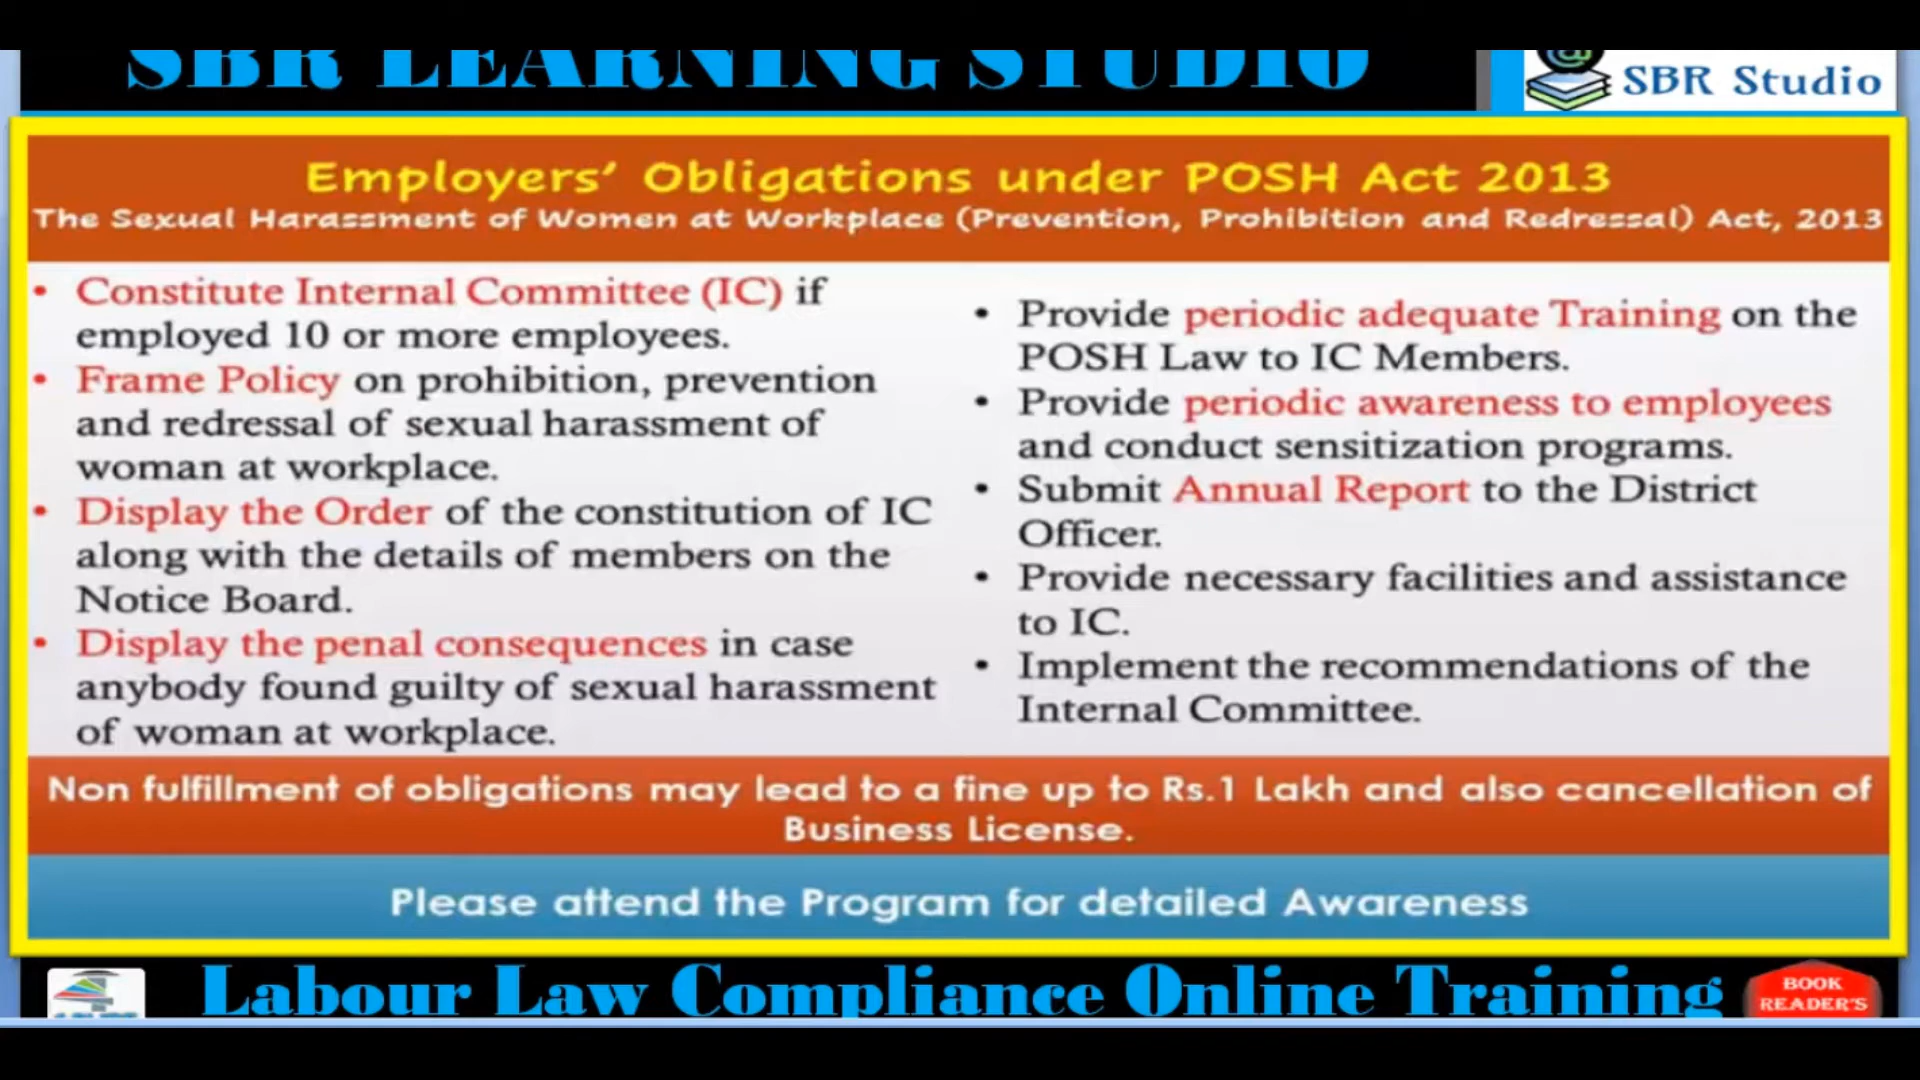 SBR LEARNING STUDIO
SBR Studio
Employers' Obligations under POSH Act 2013
The Sexual Harassment of Women at Workplace (Prevention, Prohibition and Redressal) Act, 2013
• Constitute Internal Committee (IC) if
employed 10 or more employees.
• Frame Policy on prohibition, prevention
and redressal of sexual harassment of
woman at workplace.
• Display the Order of the constitution of IC
along with the details of members on the
Notice Board.
• Display the penal consequences in case
anybody found guilty of sexual harassment
of woman at workplace.
• Provide periodic adequate Training on the
POSH Law to IC Members.
• Provide periodic awareness to employees
and conduct sensitization programs.
• Submit Annual Report to the District
Officer.
• Provide necessary facilities and assistance
to IC.
• Implement the recommendations of the
Internal Committee.
Non fulfillment of obligations may lead to a fine up to Rs.1 Lakh and also cancellation of
Business License.
Please attend the Program for detailed Awareness
Labour Law Compliance Online Training
BOOK
READER'S